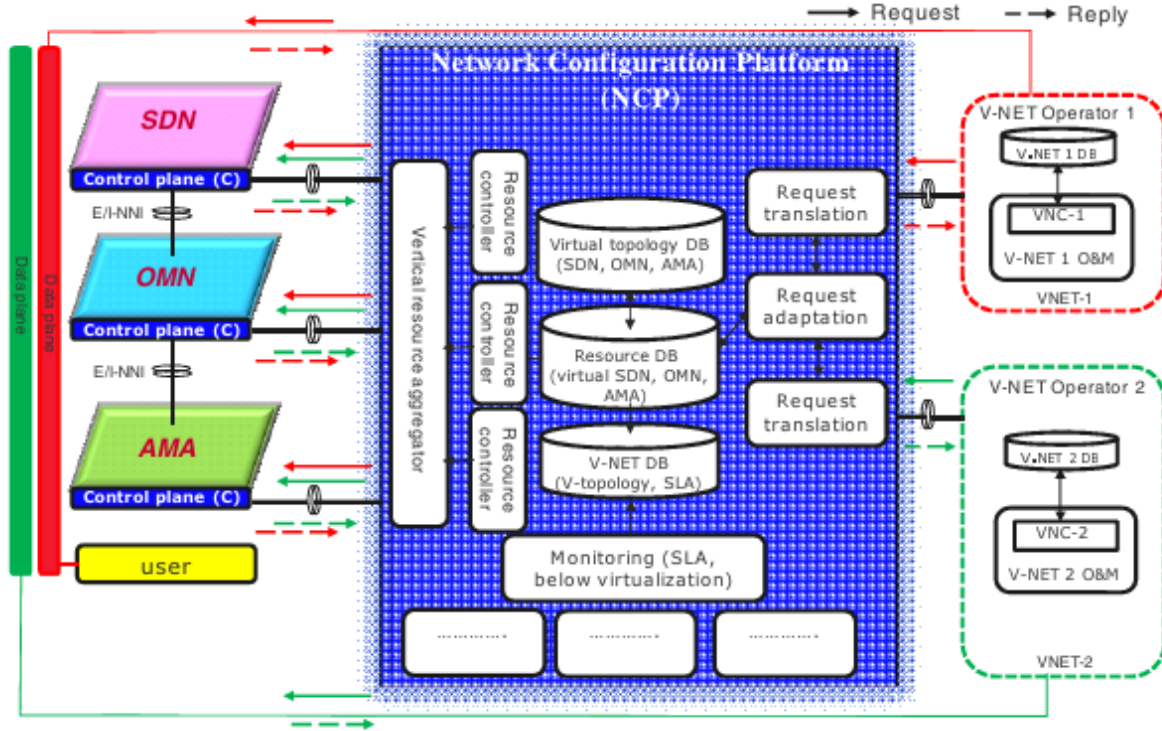 Request
Reply
Network Configuration Platform
(NCP)
SDN
Control plane (C)
E/I-NNI
OMN
Control plane (C)
E/I-NNI
AMA
Control plane (C)
user
Data plane
Data plane
Vertical resource aggregator
Resource
controller
Resource
controller
Resource
controller
Virtual topology DB
(SDN, OMN, AMA)
Resource DB
(virtual SDN, OMN,
AMA)
V-NET DB
(V-topology, SLA)
Monitoring (SLA,
below virtualization)
Request
translation
Request
adaptation
Request
translation
.............
.............
.............
V-NET Operator 1
V.NET 1 DB
VNC-1
V-NET 1 O&M
VNET-1
V-NET Operator 2
V.NET 2 DB
VNC-2
V-NET 2 O&M
VNET-2